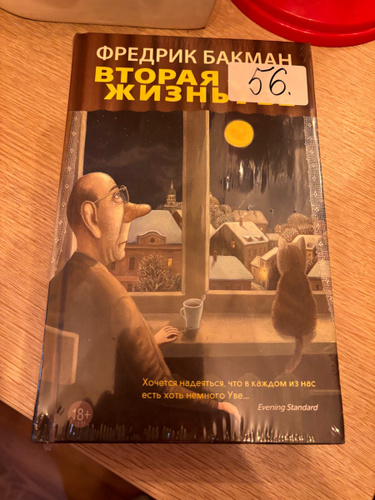 ФРЕДРИК БАКМАН
ВТОРАЯ
56.
ЖИЗНЬ
Хочется надеяться, что в каждом из нас
есть хоть немного Уве...
Evening Standard
18+